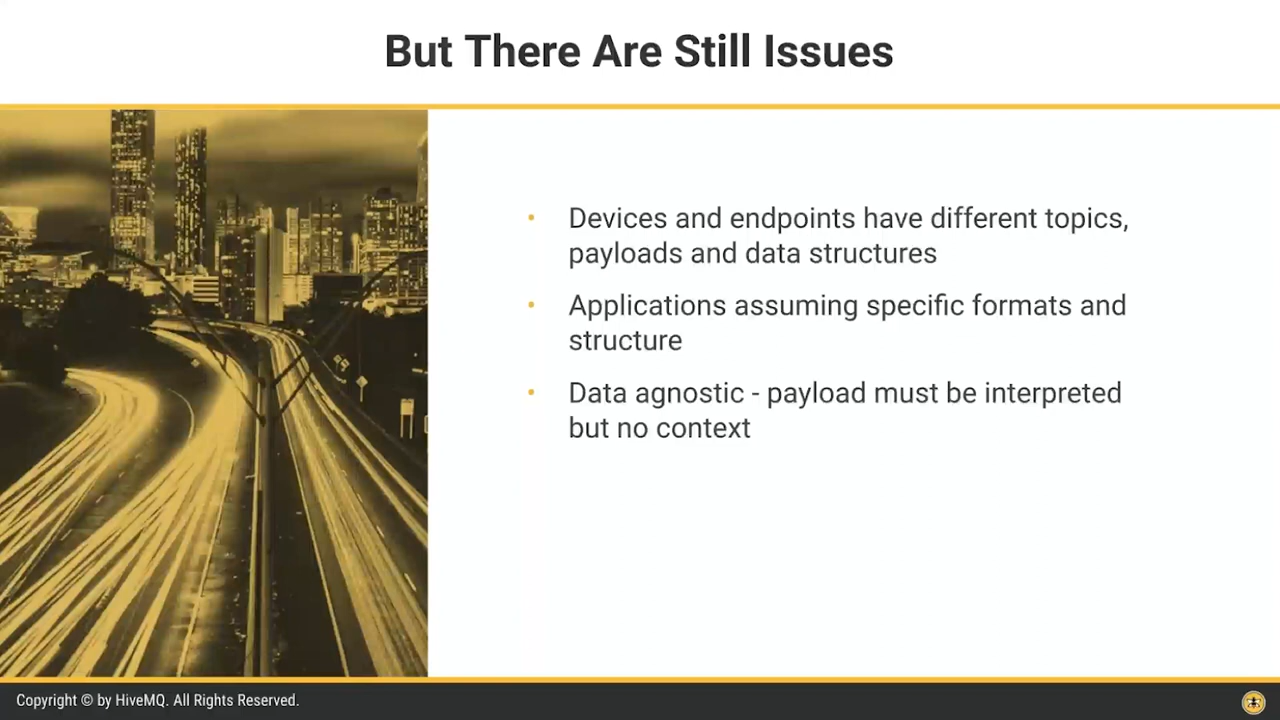 But There Are Still Issues
• Devices and endpoints have different topics,
payloads and data structures
• Applications assuming specific formats and
structure
• Data agnostic - payload must be interpreted
but no context
Copyright © by HiveMQ. All Rights Reserved.